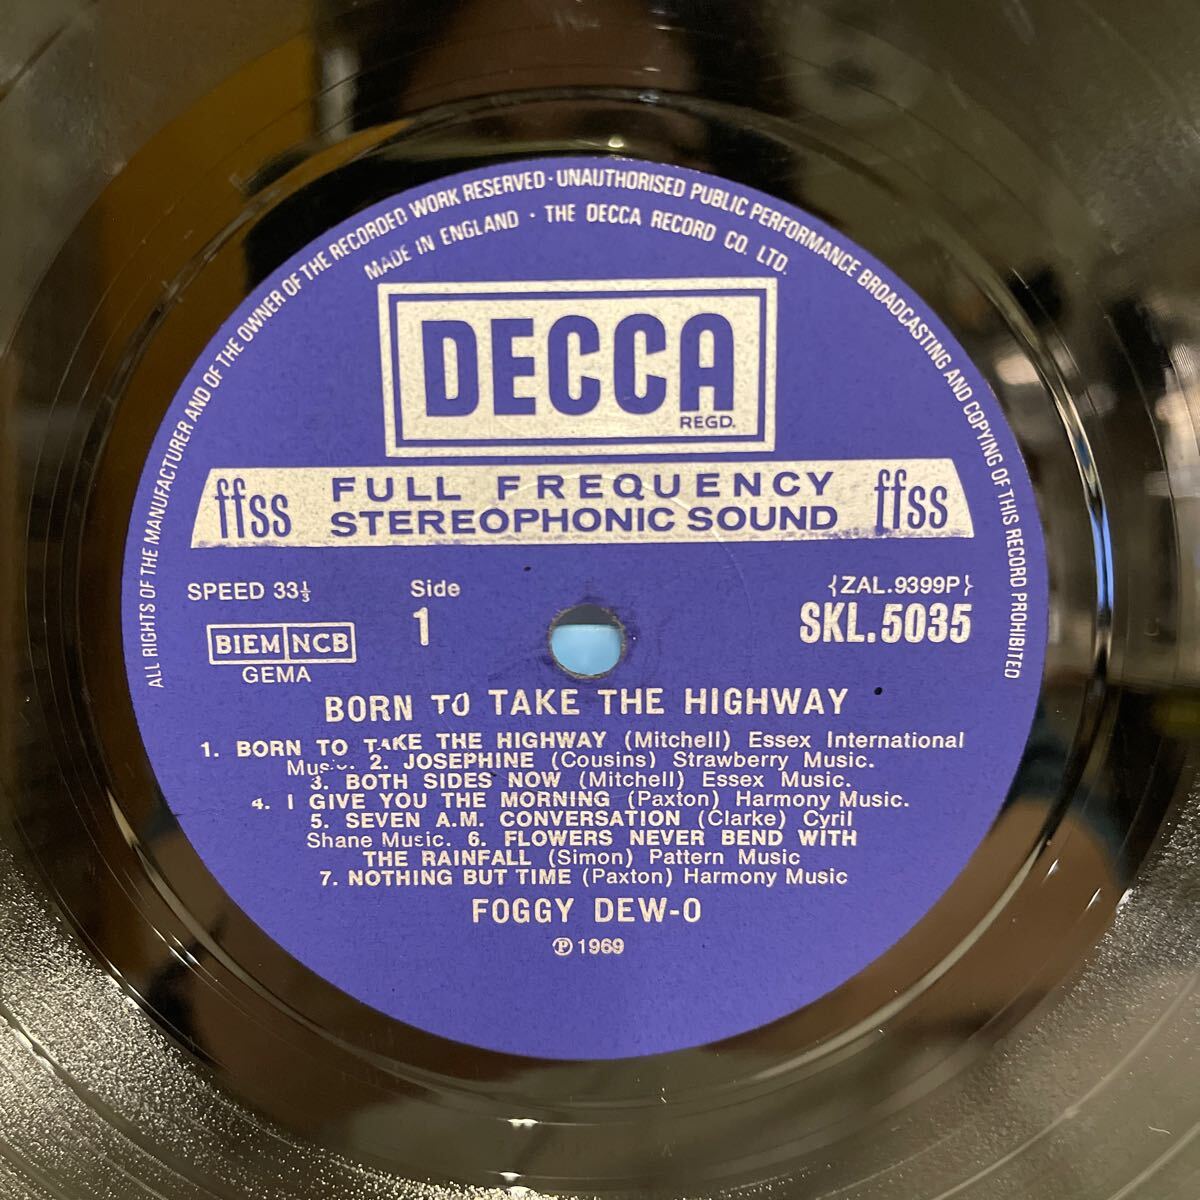 ALL RIGHTS OF THE MANUFACTURER AND OF THE OWNER OF THE RECORDED WORK RESERVED · UNAUTHORISED PUBLIC PERFORMANCE BROADCASTING AND COPYING OF THIS RECORD PROHIBITED
MADE IN ENGLAND · THE DECCA RECORD CO. LTD.
DECCA
REGD.
ffss FULL FREQUENCY ffss
STEREOPHONIC SOUND
SPEED 33⅓ Side {ZAL.9399P}
1 SKL.5035
BIEM NCB
GEMA
BORN TO TAKE THE HIGHWAY
1. BORN TO TAKE THE HIGHWAY (Mitchell) Essex International
Music. 2. JOSEPHINE (Cousins) Strawberry Music.
3. BOTH SIDES NOW (Mitchell) Essex Music.
4. I GIVE YOU THE MORNING (Paxton) Harmony Music.
5. SEVEN A.M. CONVERSATION (Clarke) Cyril
Shane Music. 6. FLOWERS NEVER BEND WITH
THE RAINFALL (Simon) Pattern Music
7. NOTHING BUT TIME (Paxton) Harmony Music
FOGGY DEW-O
℗ 1969